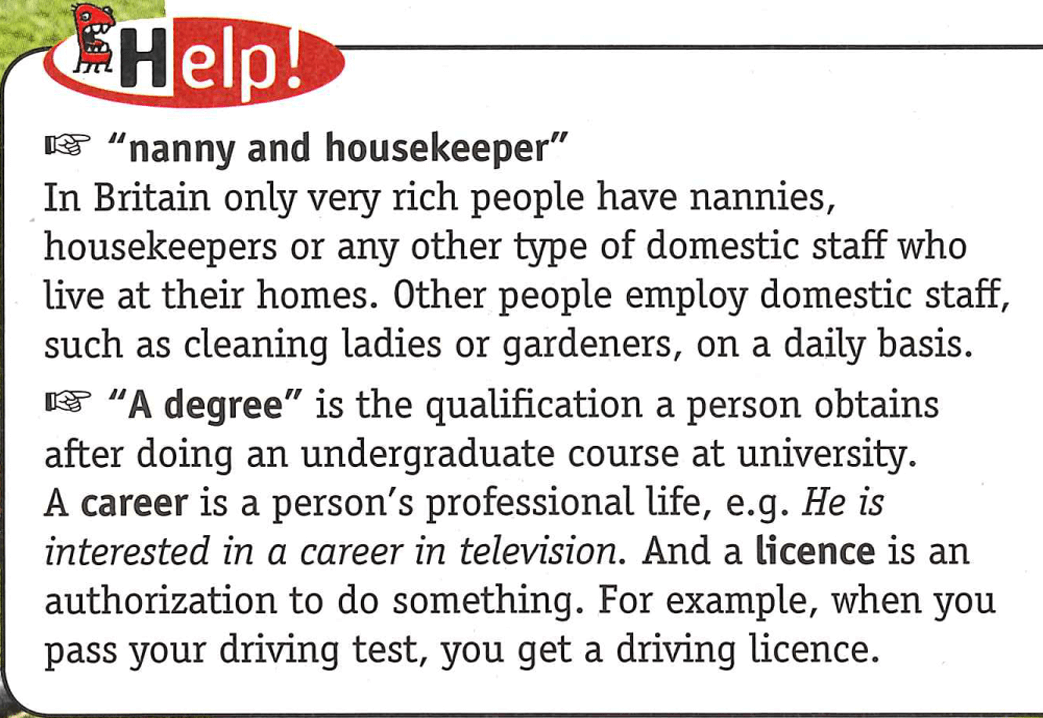 Help!
☞ “nanny and housekeeper”
In Britain only very rich people have nannies,
housekeepers or any other type of domestic staff who
live at their homes. Other people employ domestic staff,
such as cleaning ladies or gardeners, on a daily basis.
☞ “A degree” is the qualification a person obtains
after doing an undergraduate course at university.
A career is a person’s professional life, e.g. He is
interested in a career in television. And a licence is an
authorization to do something. For example, when you
pass your driving test, you get a driving licence.